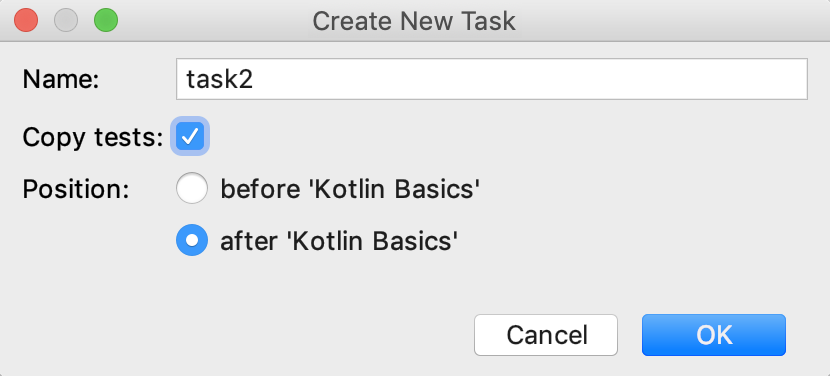 Create New Task
Name: task2
Copy tests:
Position: before 'Kotlin Basics'
after 'Kotlin Basics'
Cancel OK